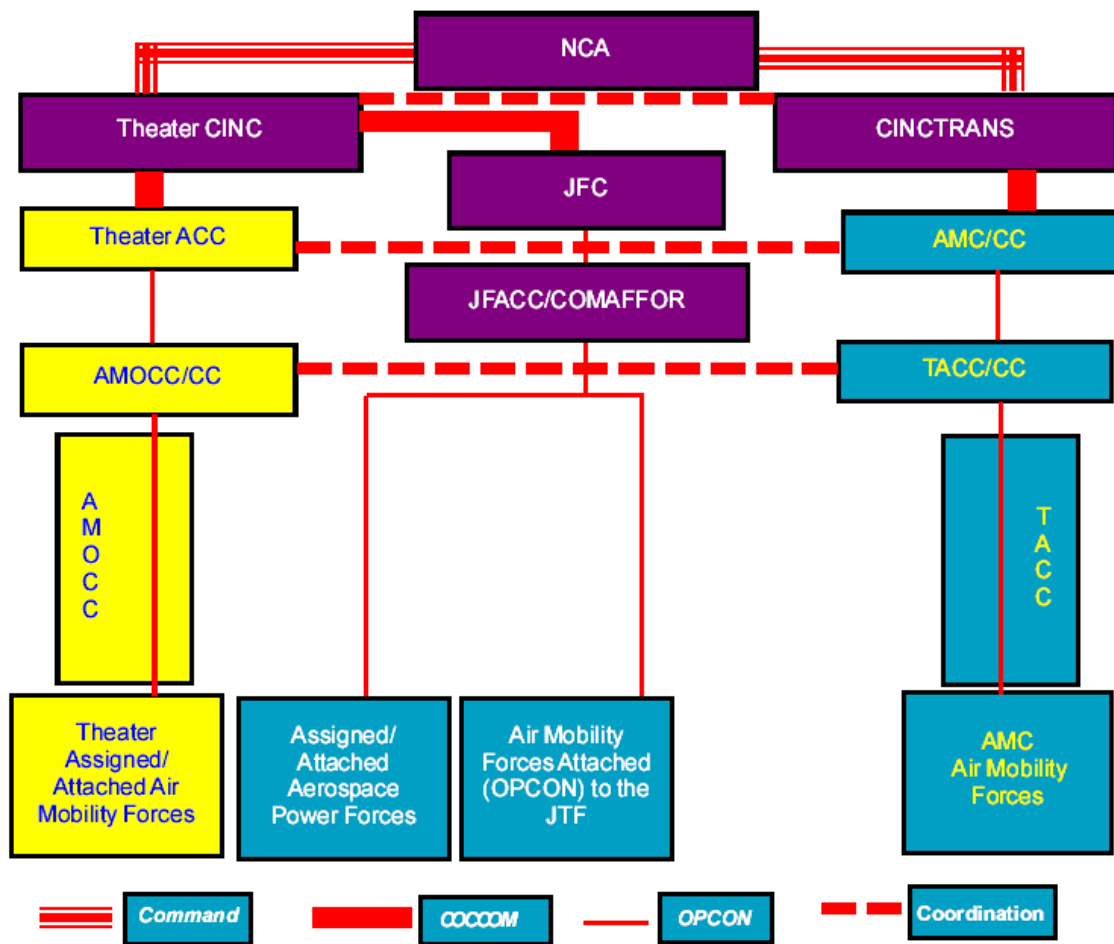 NCA
Theater CINC
CINCTRANS
JFC
Theater ACC
AMC/CC
JFACC/COMAFFOR
AMOCC/CC
TACC/CC
A
M
O
C
C
T
A
C
C
Theater
Assigned/
Attached Air
Mobility Forces
Assigned/
Attached
Aerospace
Power Forces
Air Mobility
Forces Attached
(OPCON) to the
JTF
AMC
Air Mobility
Forces
Command
COCOM
OPCON
Coordination